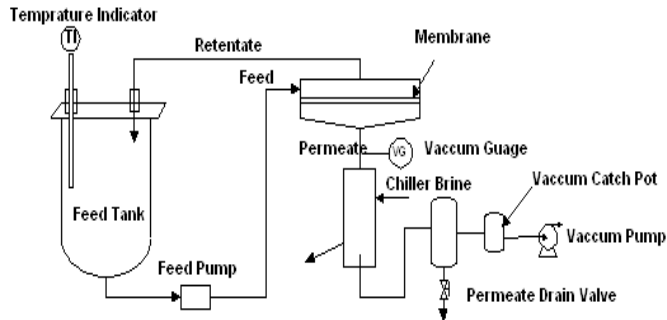 Temprature Indicator
TI
Retentate
Membrane
Feed
Permeate
VG
Vaccum Guage
Chiller Brine
Vaccum Catch Pot
Feed Tank
Vaccum Pump
Feed Pump
Permeate Drain Valve